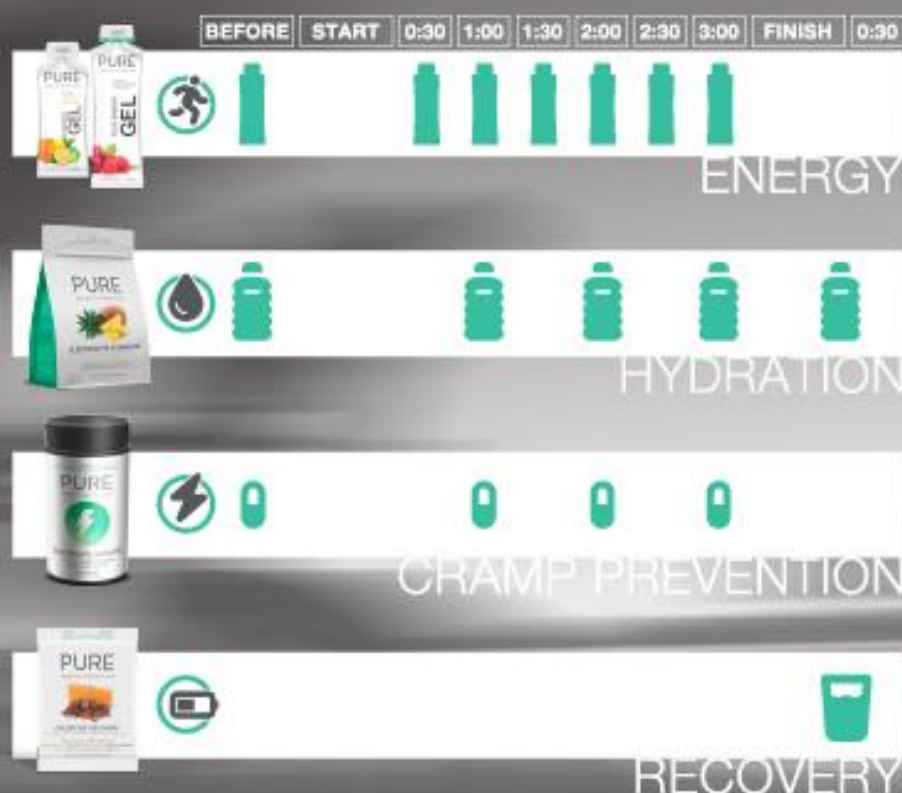 BEFORE START 0:30 1:00 1:30 2:00 2:30 3:00 FINISH 0:30
PURE
PURE
GEL
GEL
ENERGY
PURE
HYDRATION
PURE
CRAMP PREVENTION
PURE
RECOVERY